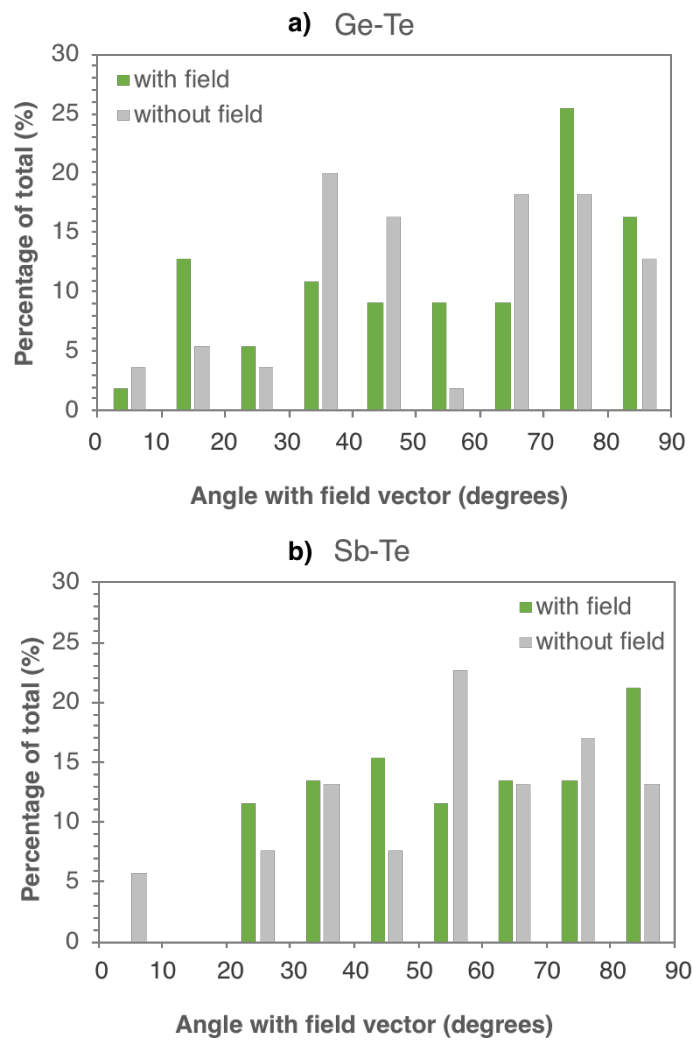 a) Ge-Te
30
25
20
15
10
5
0
Percentage of total (%)
with field
without field
0 10 20 30 40 50 60 70 80 90
Angle with field vector (degrees)
b) Sb-Te
30
25
20
15
10
5
0
Percentage of total (%)
with field
without field
0 10 20 30 40 50 60 70 80 90
Angle with field vector (degrees)